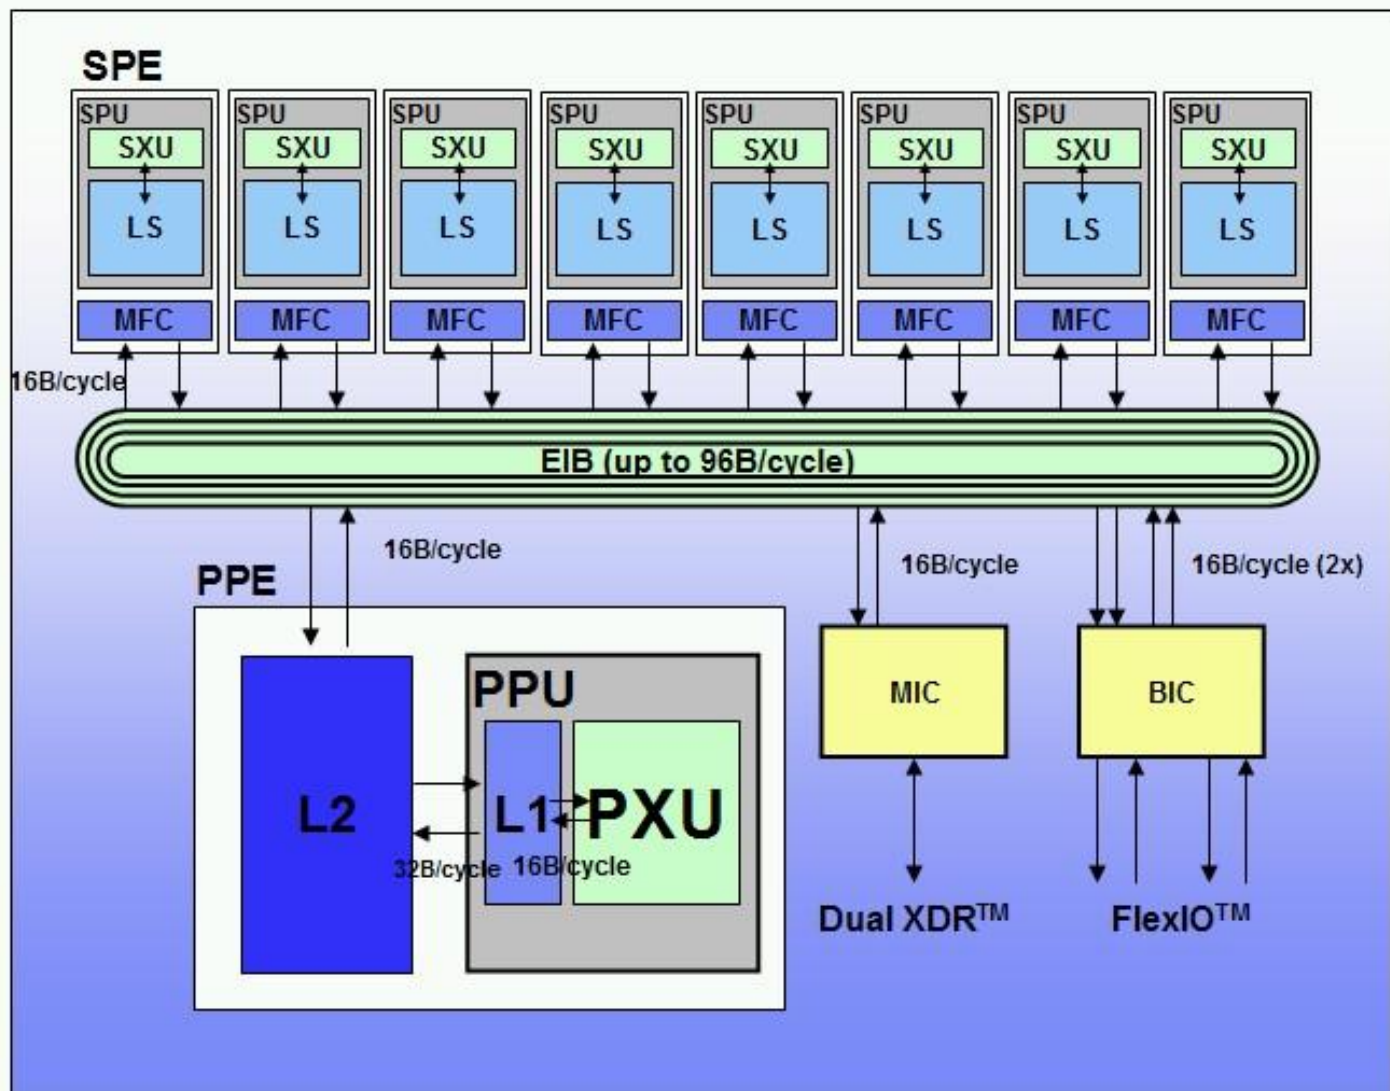 SPE
SPU SPU SPU SPU SPU SPU SPU SPU
SXU SXU SXU SXU SXU SXU SXU SXU
LS LS LS LS LS LS LS LS
MFC MFC MFC MFC MFC MFC MFC MFC
16B/cycle
EIB (up to 96B/cycle)
16B/cycle 16B/cycle 16B/cycle (2x)
PPE
PPU MIC BIC
L2 L1 PXU
32B/cycle 16B/cycle
Dual XDR™ FlexIO™